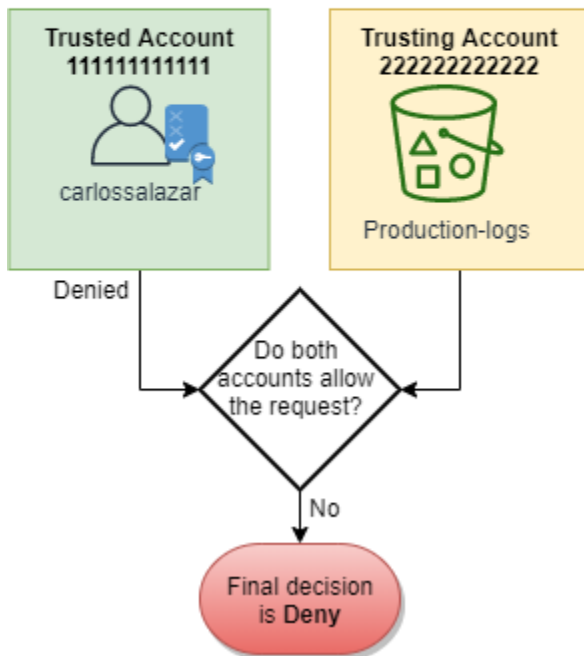 Trusted Account
111111111111
carlossalazar
Trusting Account
222222222222
Production-logs
Denied
Do both
accounts allow
the request?
No
Final decision
is Deny